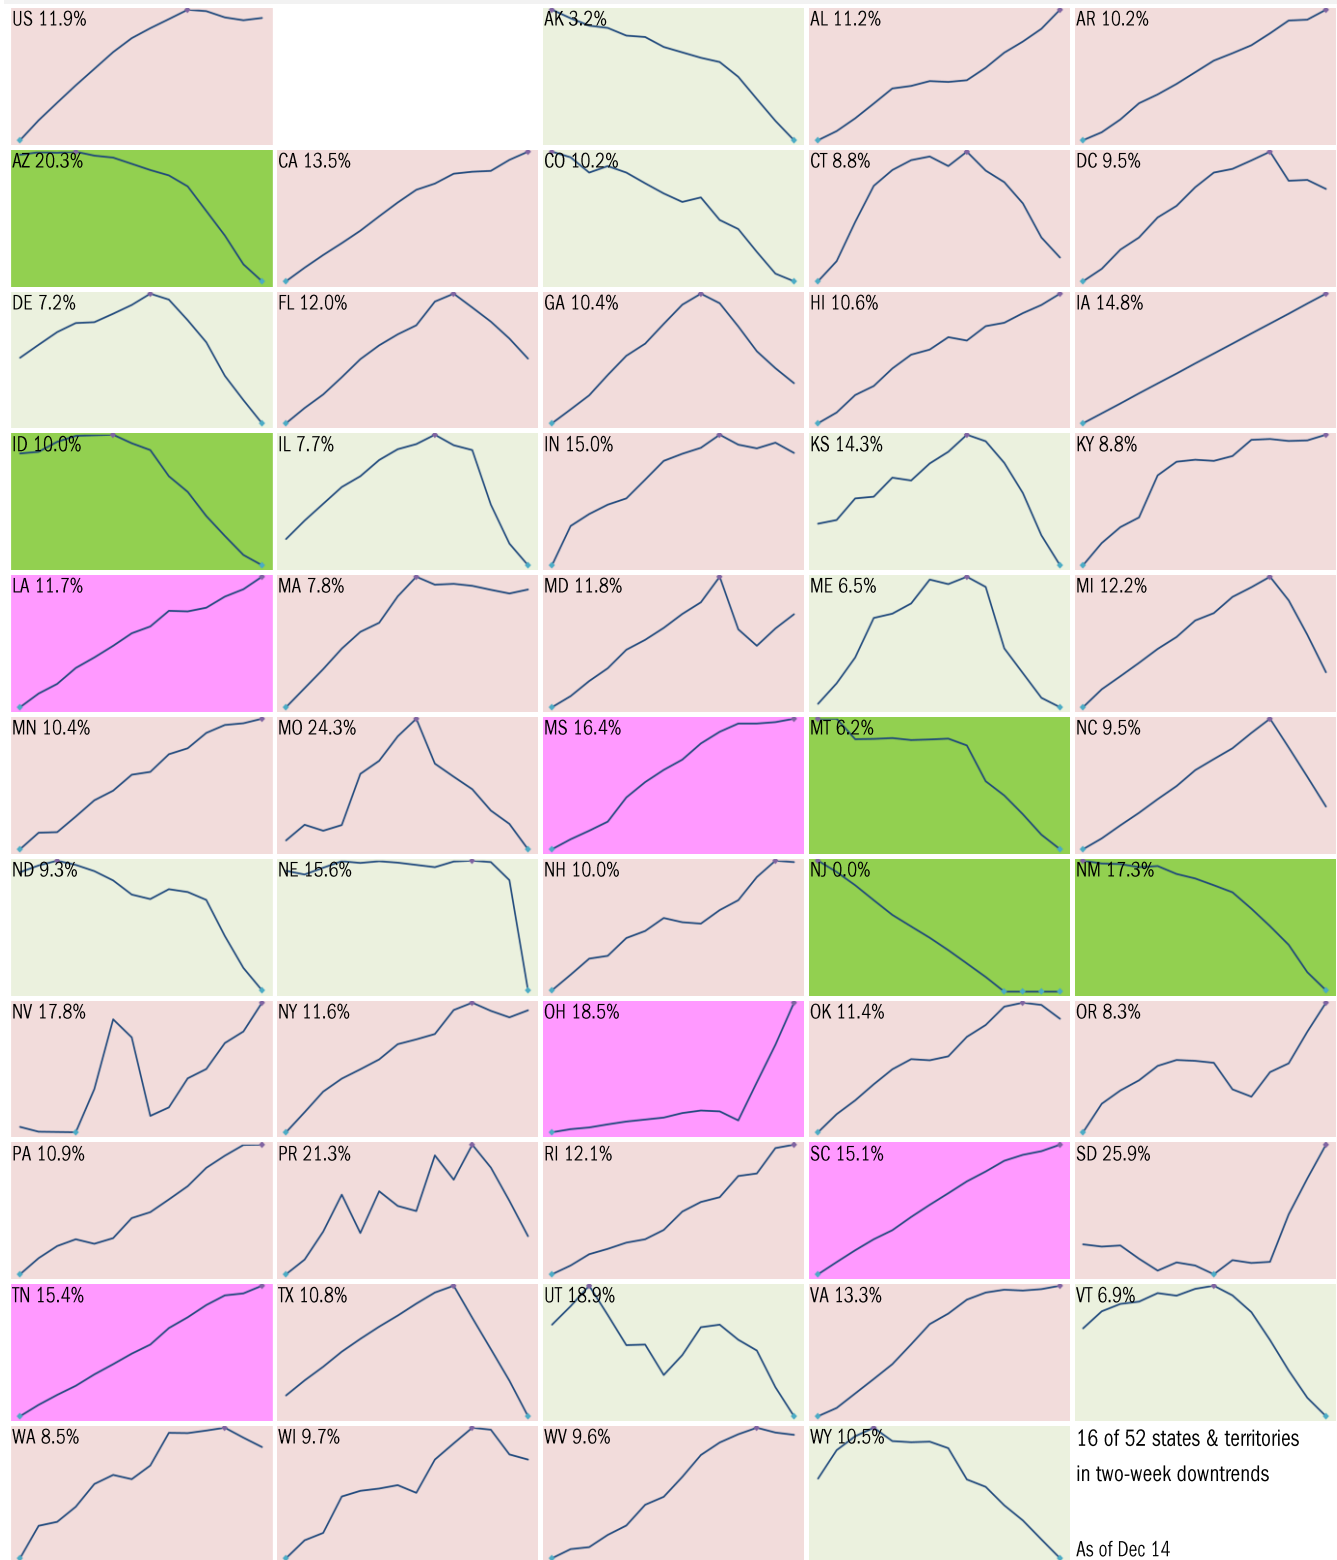 US 11.9%
AK 3.2%
AL 11.2%
AR 10.2%
AZ 20.3%
CA 13.5%
CO 10.2%
CT 8.8%
DC 9.5%
DE 7.2%
FL 12.0%
GA 10.4%
HI 10.6%
IA 14.8%
ID 10.0%
IL 7.7%
IN 15.0%
KS 14.3%
KY 8.8%
LA 11.7%
MA 7.8%
MD 11.8%
ME 6.5%
MI 12.2%
MN 10.4%
MO 24.3%
MS 16.4%
MT 6.2%
NC 9.5%
ND 9.3%
NE 15.6%
NH 10.0%
NJ 0.0%
NM 17.3%
NV 17.8%
NY 11.6%
OH 18.5%
OK 11.4%
OR 8.3%
PA 10.9%
PR 21.3%
RI 12.1%
SC 15.1%
SD 25.9%
TN 15.4%
TX 10.8%
UT 18.9%
VA 13.3%
VT 6.9%
WA 8.5%
WI 9.7%
WV 9.6%
WY 10.5%
16 of 52 states & territories
in two-week downtrends
As of Dec 14